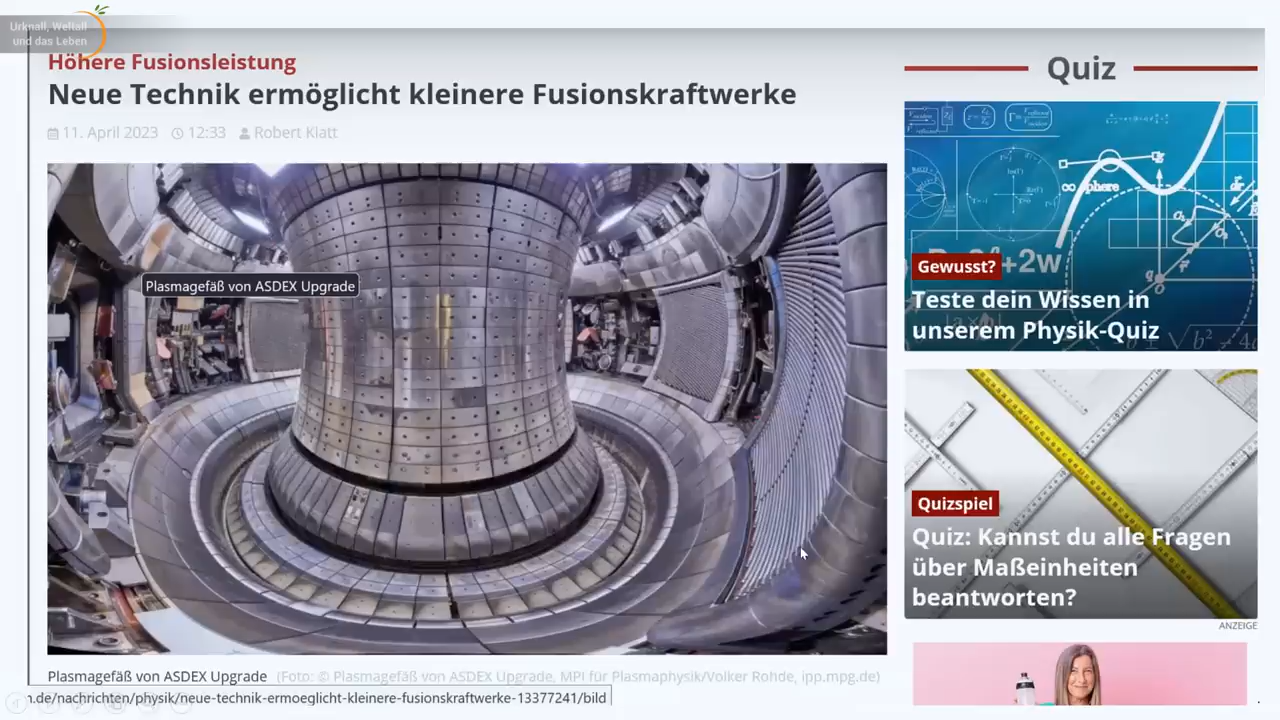 Urknall, Weltall
und das Leben
Höhere Fusionsleistung
Neue Technik ermöglicht kleinere Fusionskraftwerke
11. April 2023 12:33 Robert Klatt
Plasmagefäß von ASDEX Upgrade
Plasmagefäß von ASDEX Upgrade (Foto: © Plasmagefäß von ASDEX Upgrade, MPI für Plasmaphysik/Volker Rohde, ipp.mpg.de)
n.de/nachrichten/physik/neue-technik-ermoeglicht-kleinere-fusionskraftwerke-13377241/bild
Quiz
∞ sphere
+2w
Gewusst?
Teste dein Wissen in
unserem Physik-Quiz
Quizspiel
Quiz: Kannst du alle Fragen
über Maßeinheiten
beantworten?
ANZEIGE